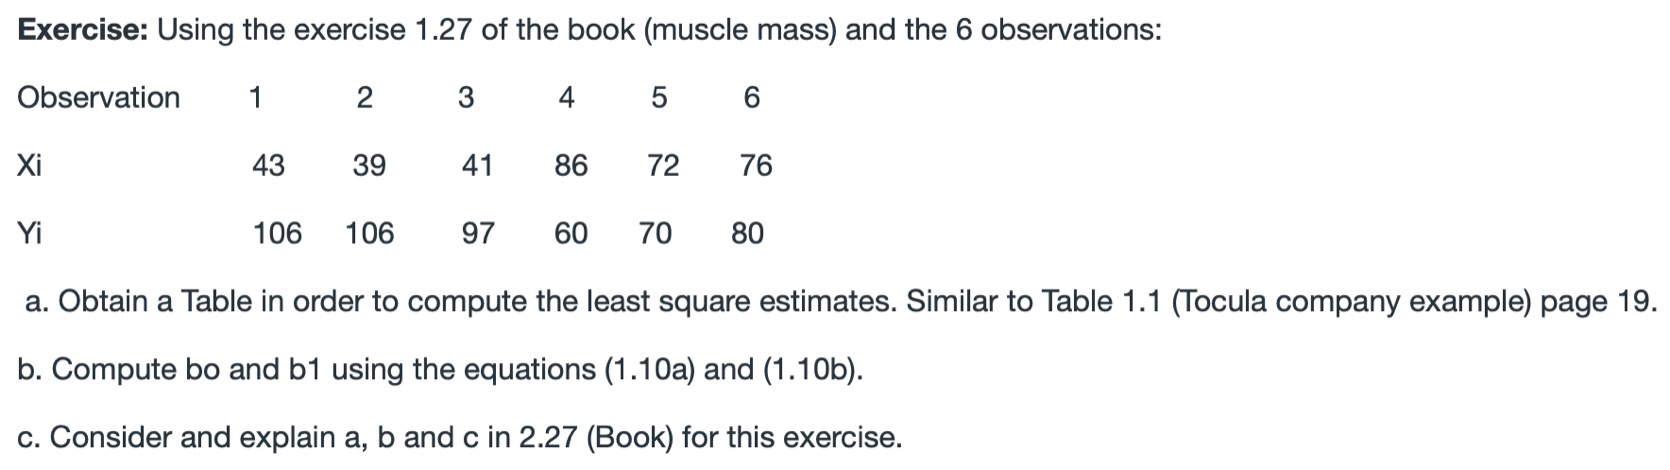 Exercise: Using the exercise 1.27 of the book (muscle mass) and the 6 observations:
Observation 1 2 3 4 5 6
Xi 43 39 41 86 72 76
Yi 106 106 97 60 70 80
a. Obtain a Table in order to compute the least square estimates. Similar to Table 1.1 (Tocula company example) page 19.
b. Compute bo and b1 using the equations (1.10a) and (1.10b).
c. Consider and explain a, b and c in 2.27 (Book) for this exercise.